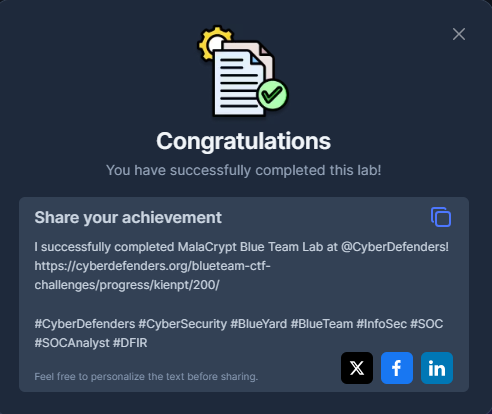 Congratulations
You have successfully completed this lab!
Share your achievement
I successfully completed MalaCrypt Blue Team Lab at @CyberDefenders!
https://cyberdefenders.org/blueteam-ctf-
challenges/progress/kienpt/200/
#CyberDefenders #CyberSecurity #BlueYard #BlueTeam #InfoSec #SOC
#SOCAnalyst #DFIR
Feel free to personalize the text before sharing.